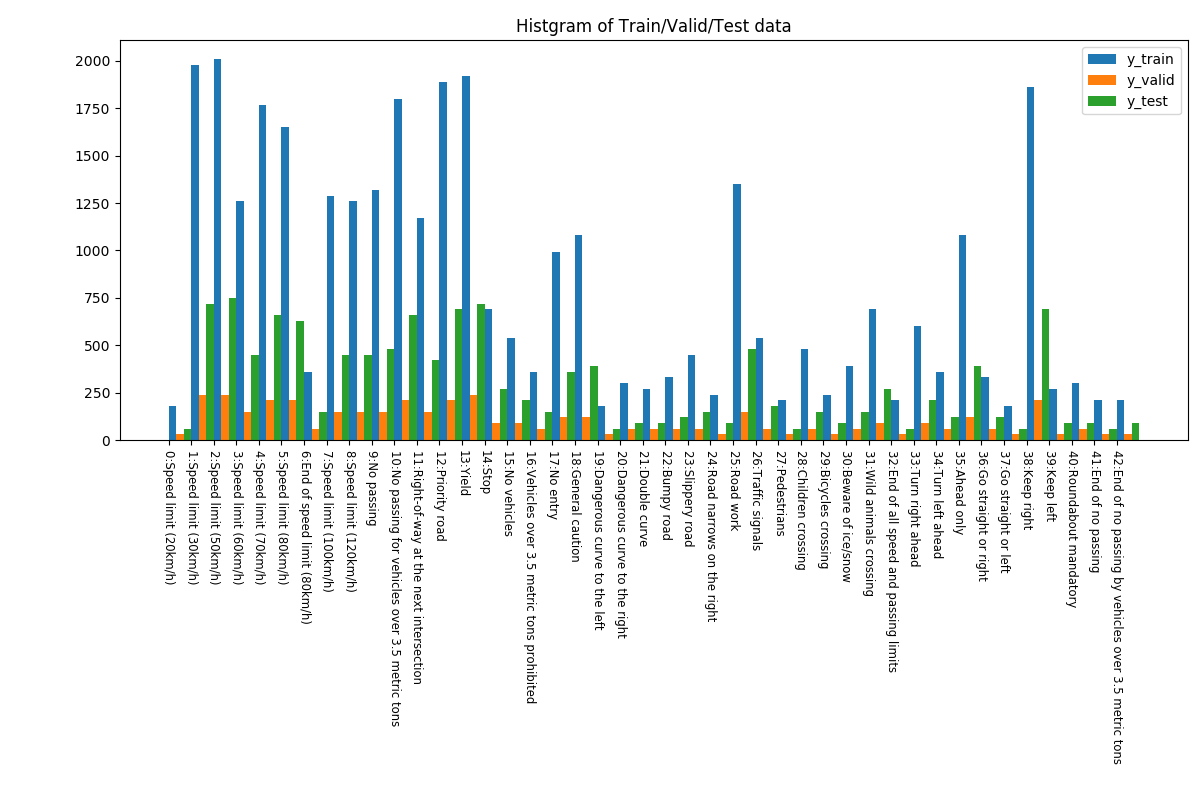 Histgram of Train/Valid/Test data
y_train
y_valid
y_test
2000
1750
1500
1250
1000
750
500
250
0
0:Speed limit (20km/h)
1:Speed limit (30km/h)
2:Speed limit (50km/h)
3:Speed limit (60km/h)
4:Speed limit (70km/h)
5:Speed limit (80km/h)
6:End of speed limit (80km/h)
7:Speed limit (100km/h)
8:Speed limit (120km/h)
9:No passing
10:No passing for vehicles over 3.5 metric tons
11:Right-of-way at the next intersection
12:Priority road
13:Yield
14:Stop
15:No vehicles
16:Vehicles over 3.5 metric tons prohibited
17:No entry
18:General caution
19:Dangerous curve to the left
20:Dangerous curve to the right
21:Double curve
22:Bumpy road
23:Slippery road
24:Road narrows on the right
25:Road work
26:Traffic signals
27:Pedestrians
28:Children crossing
29:Bicycles crossing
30:Beware of ice/snow
31:Wild animals crossing
32:End of all speed and passing limits
33:Turn right ahead
34:Turn left ahead
35:Ahead only
36:Go straight or right
37:Go straight or left
38:Keep right
39:Keep left
40:Roundabout mandatory
41:End of no passing
42:End of no passing by vehicles over 3.5 metric tons